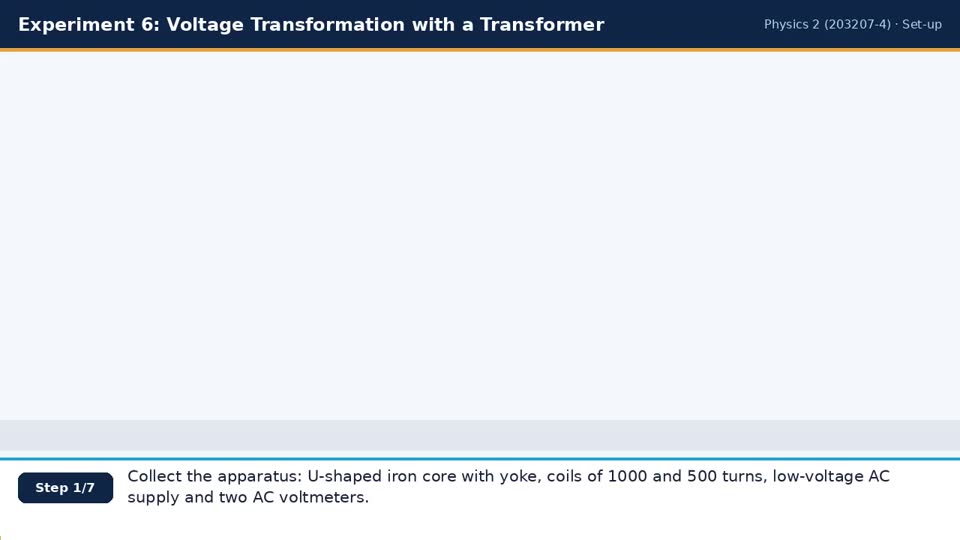 Experiment 6: Voltage Transformation with a Transformer
Physics 2 (203207-4) · Set-up
Step 1/7
Collect the apparatus: U-shaped iron core with yoke, coils of 1000 and 500 turns, low-voltage AC
supply and two AC voltmeters.